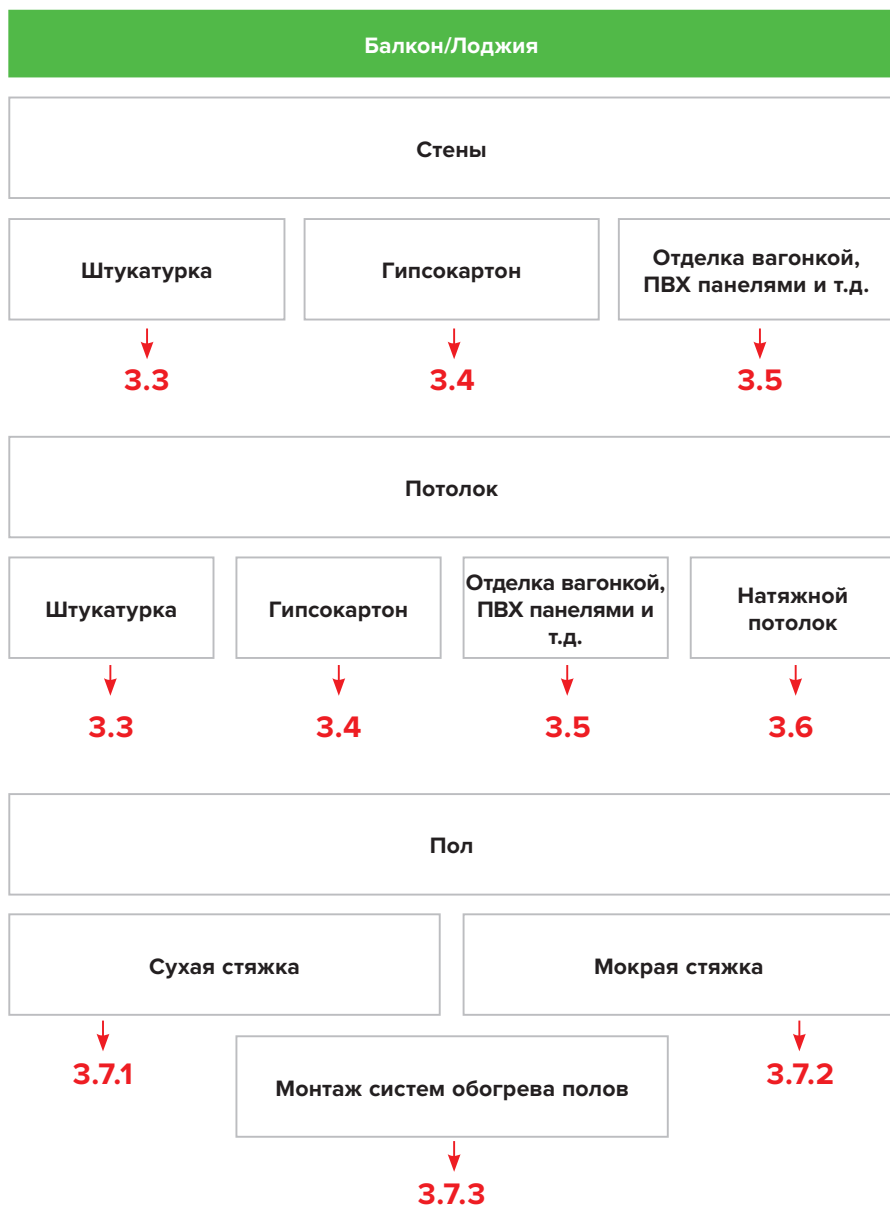 Балкон/Лоджия
Стены
Штукатурка
Гипсокартон
Отделка вагонкой,
ПВХ панелями и т.д.
3.3
3.4
3.5
Потолок
Штукатурка
Гипсокартон
Отделка вагонкой,
ПВХ панелями и
т.д.
Натяжной
потолок
3.3
3.4
3.5
3.6
Пол
Сухая стяжка
Мокрая стяжка
3.7.1
3.7.2
Монтаж систем обогрева полов
3.7.3